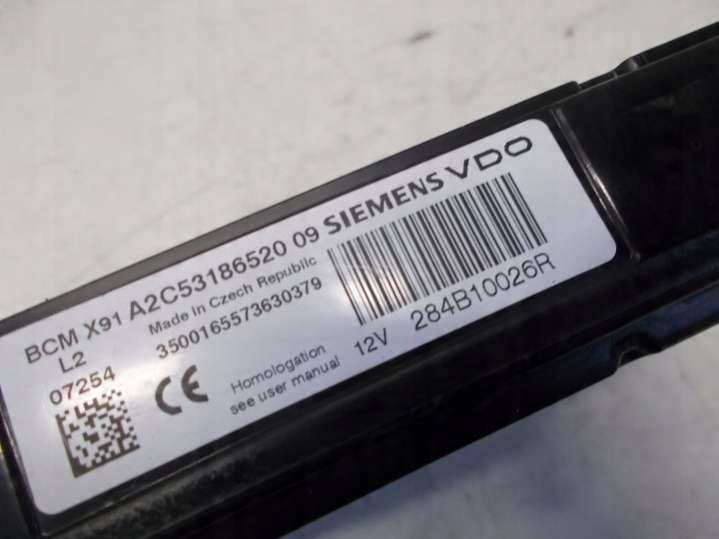 BCM X91 A2C53186520 09 SIEMENS VDO
L2 Made in Czech Republic
07254 3500165573630379
CE Homologation see user manual
12V 284B10026R